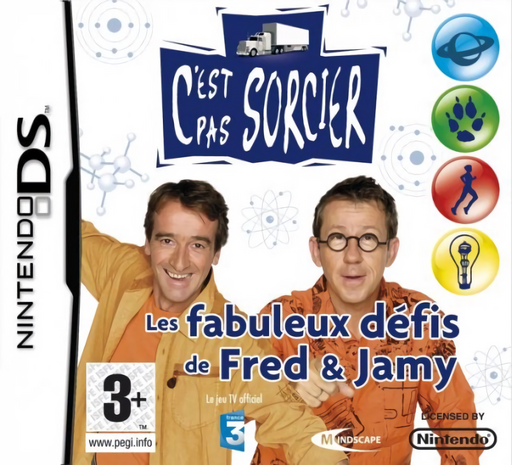 NINTENDO DS™
C'EST
PAS SORCIER
Les fabuleux défis
de Fred & Jamy
Le jeu TV officiel
3+
www.pegi.info
france
3
MINDSCAPE
LICENSED BY
Nintendo